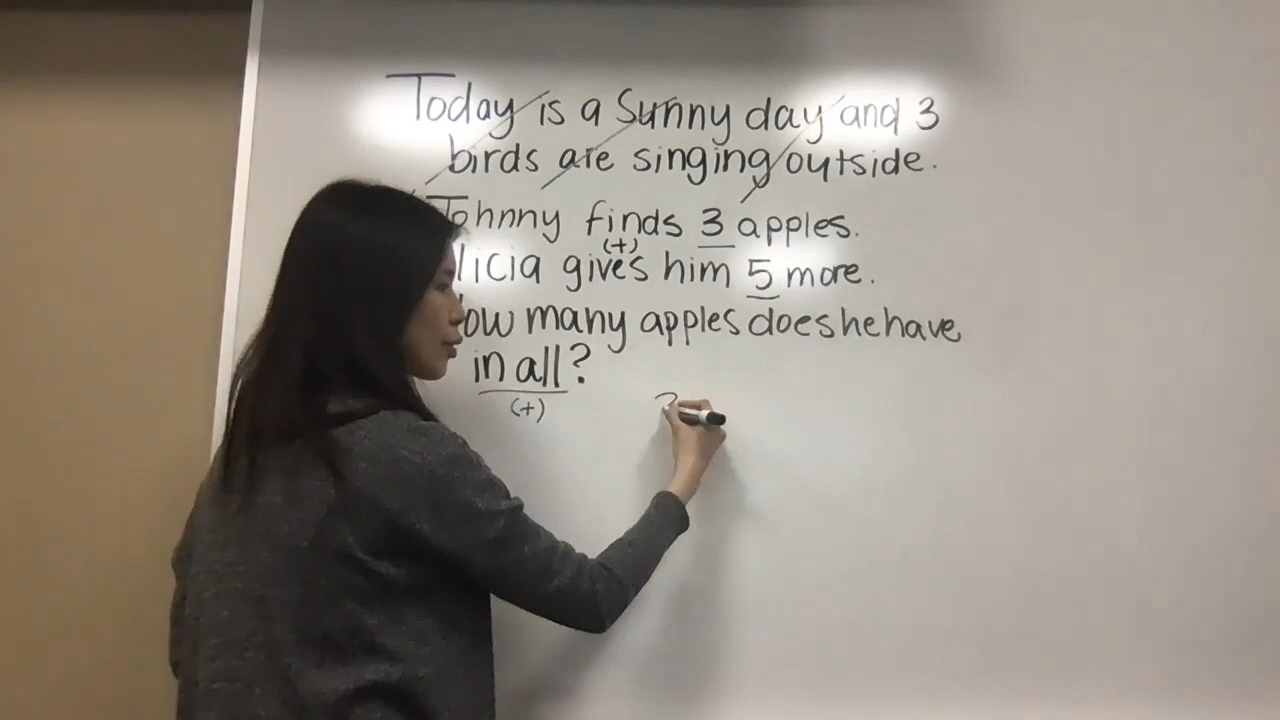 Today is a Sunny day and 3
birds are singing outside.
Johnny finds 3 apples.
(+)
licia gives him 5 more.
ow many apples does he have
in all?
(+)